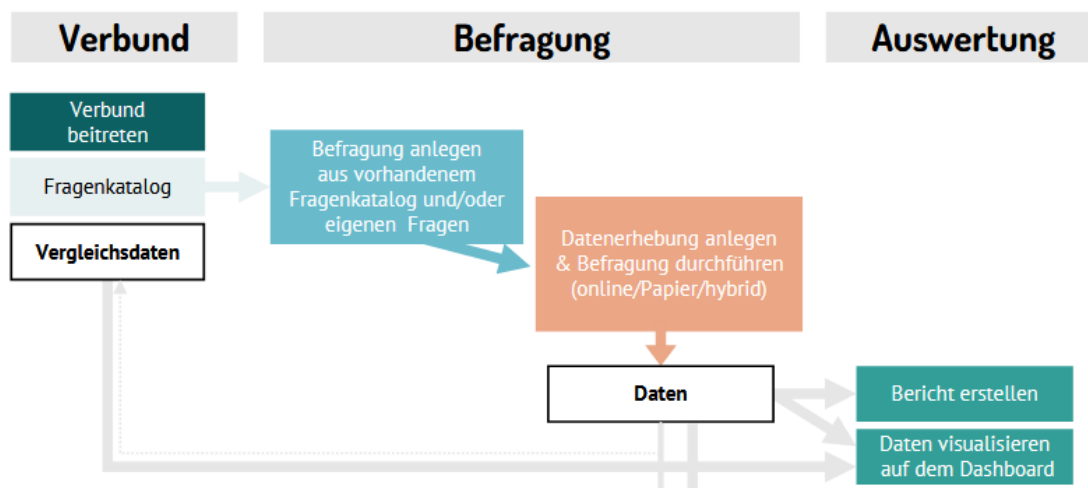 Verbund
Befragung
Auswertung
Verbund
beitreten
Fragenkatalog
Vergleichsdaten
Befragung anlegen
aus vorhandenem
Fragenkatalog und/oder
eigenen Fragen
Datenerhebung anlegen
& Befragung durchführen
(online/Papier/hybrid)
Daten
Bericht erstellen
Daten visualisieren
auf dem Dashboard